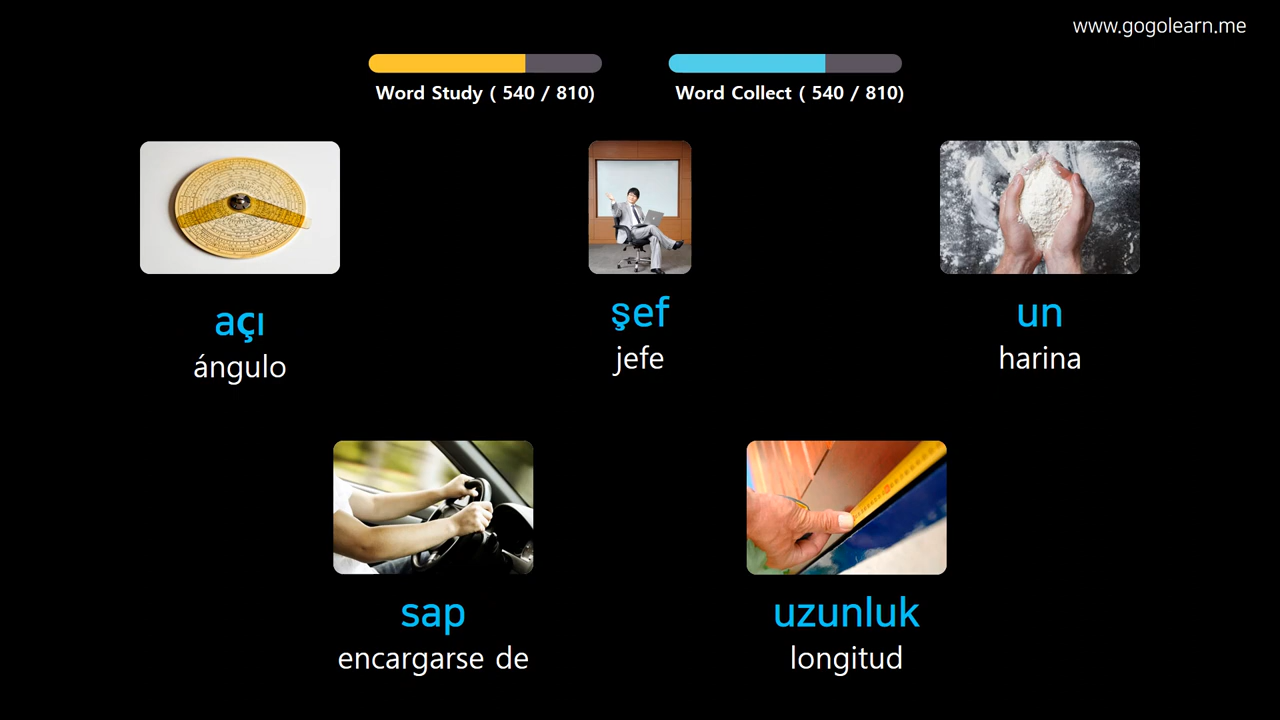 www.gogolearn.me
Word Study ( 540 / 810)
Word Collect ( 540 / 810)
açı
ángulo
şef
jefe
un
harina
sap
encargarse de
uzunluk
longitud